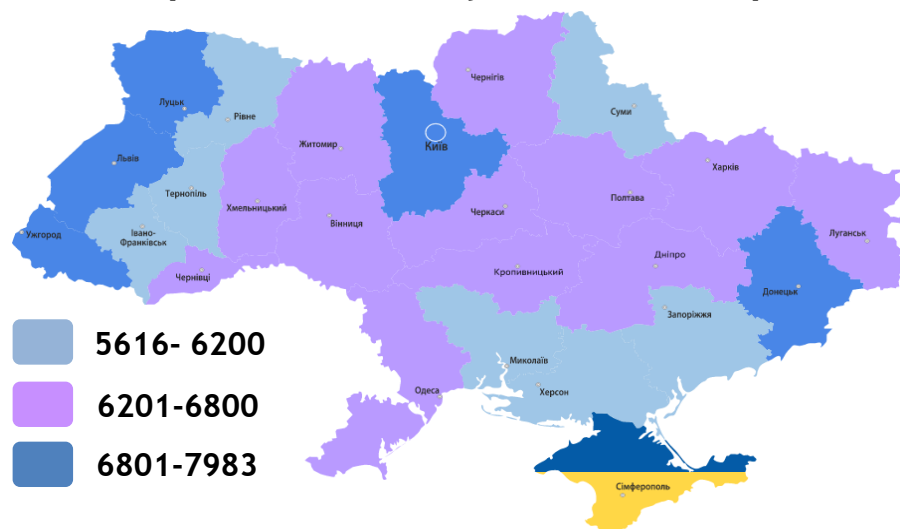 Чернігів
Луцьк
Рівне
Суми
Київ
Житомир
Львів
Харків
Тернопіль
Хмельницький
Полтава
Черкаси
Вінниця
Ужгород
Івано-
Франківськ
Луганськ
Дніпро
Чернівці
Кропивницький
Донецьк
Запоріжжя
5616- 6200
Миколаїв
Одеса
Херсон
6201-6800
6801-7983
Сімферополь